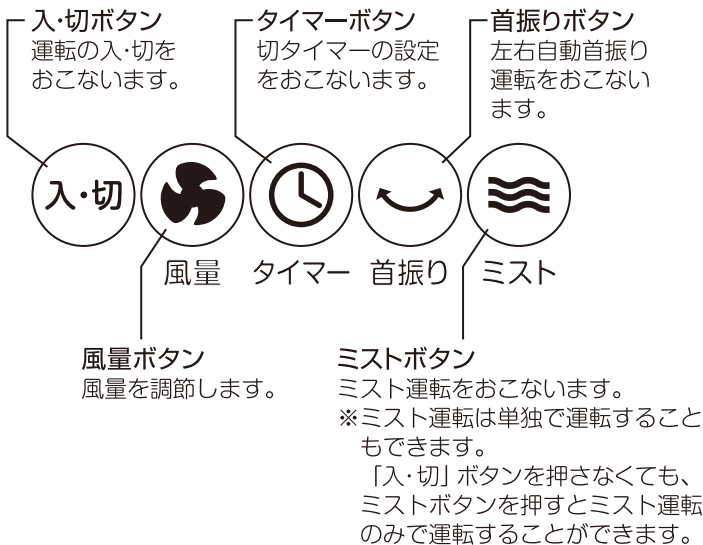 入・切ボタン
運転の入・切を
おこないます。
タイマーボタン
切タイマーの設定
をおこないます。
首振りボタン
左右自動首振り
運転をおこない
ます。
入・切
風量
タイマー
首振り
ミスト
風量ボタン
風量を調節します。
ミストボタン
ミスト運転をおこないます。
※ミスト運転は単独で運転すること
もできます。
「入・切」ボタンを押さなくても、
ミストボタンを押すとミスト運転
のみで運転することができます。